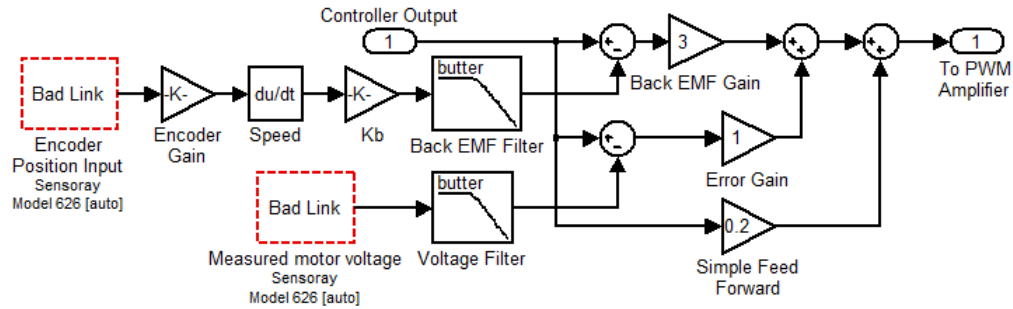 Controller Output
1
+
-
3
Back EMF Gain
+
+
+
+
1
To PWM
Amplifier
Bad Link
Encoder
Position Input
Sensoray
Model 626 [auto]
-K-
Encoder
Gain
du/dt
Speed
-K-
Kb
butter
Back EMF Filter
+
-
1
Error Gain
Bad Link
Measured motor voltage
Sensoray
Model 626 [auto]
butter
Voltage Filter
0.2
Simple Feed
Forward